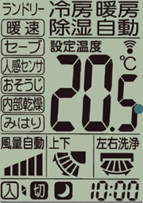 ランドリー 冷房 暖房
暖速 除湿 自動
セーブ 設定温度
人感センサ ℃
おそうじ 20.5
内部乾燥
みはり
風量自動 上下 左右洗浄
入 切 10:00